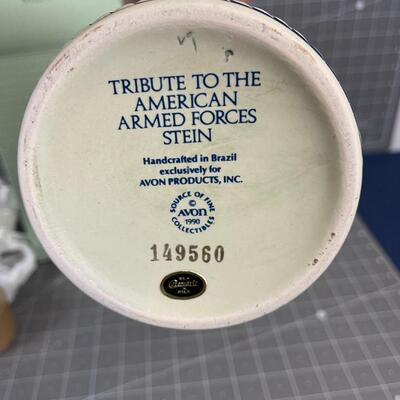 TRIBUTE TO THE
AMERICAN
ARMED FORCES
STEIN
Handcrafted in Brazil
exclusively for
AVON PRODUCTS, INC.
SOURCE OF FINE
©
AVON
1990
COLLECTIBLES
149560